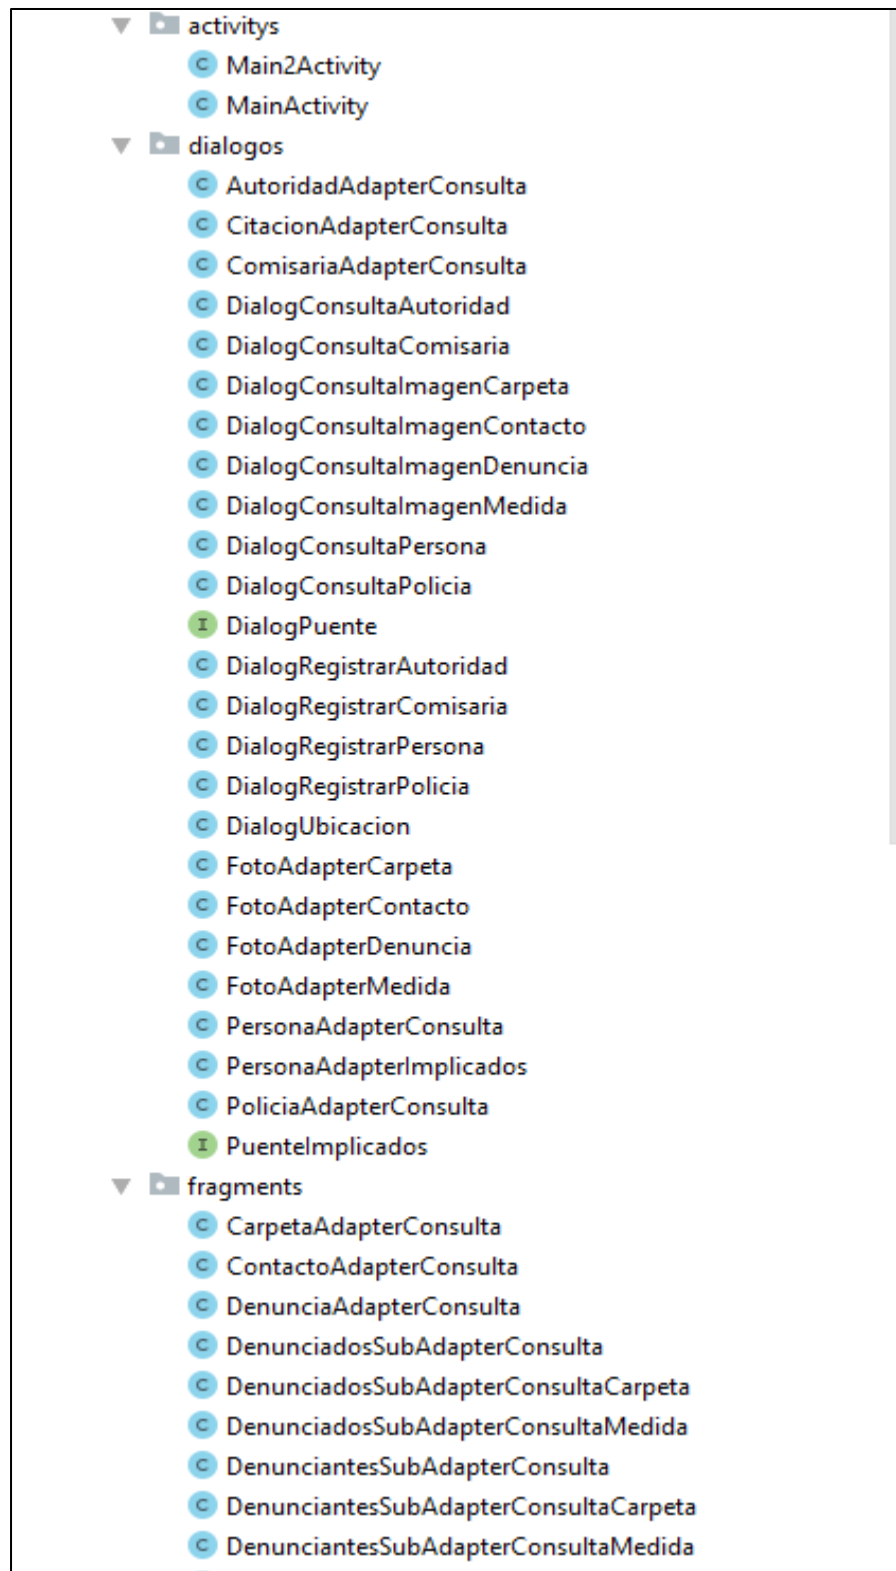 activitys
C Main2Activity
C MainActivity
dialogos
C AutoridadAdapterConsulta
C CitacionAdapterConsulta
C ComisariaAdapterConsulta
C DialogConsultaAutoridad
C DialogConsultaComisaria
C DialogConsultaImagenCarpeta
C DialogConsultaImagenContacto
C DialogConsultaImagenDenuncia
C DialogConsultaImagenMedida
C DialogConsultaPersona
C DialogConsultaPolicia
I DialogPuente
C DialogRegistrarAutoridad
C DialogRegistrarComisaria
C DialogRegistrarPersona
C DialogRegistrarPolicia
C DialogUbicacion
C FotoAdapterCarpeta
C FotoAdapterContacto
C FotoAdapterDenuncia
C FotoAdapterMedida
C PersonaAdapterConsulta
C PersonaAdapterImplicados
C PoliciaAdapterConsulta
I PuenteImplicados
fragments
C CarpetaAdapterConsulta
C ContactoAdapterConsulta
C DenunciaAdapterConsulta
C DenunciadosSubAdapterConsulta
C DenunciadosSubAdapterConsultaCarpeta
C DenunciadosSubAdapterConsultaMedida
C DenunciantesSubAdapterConsulta
C DenunciantesSubAdapterConsultaCarpeta
C DenunciantesSubAdapterConsultaMedida